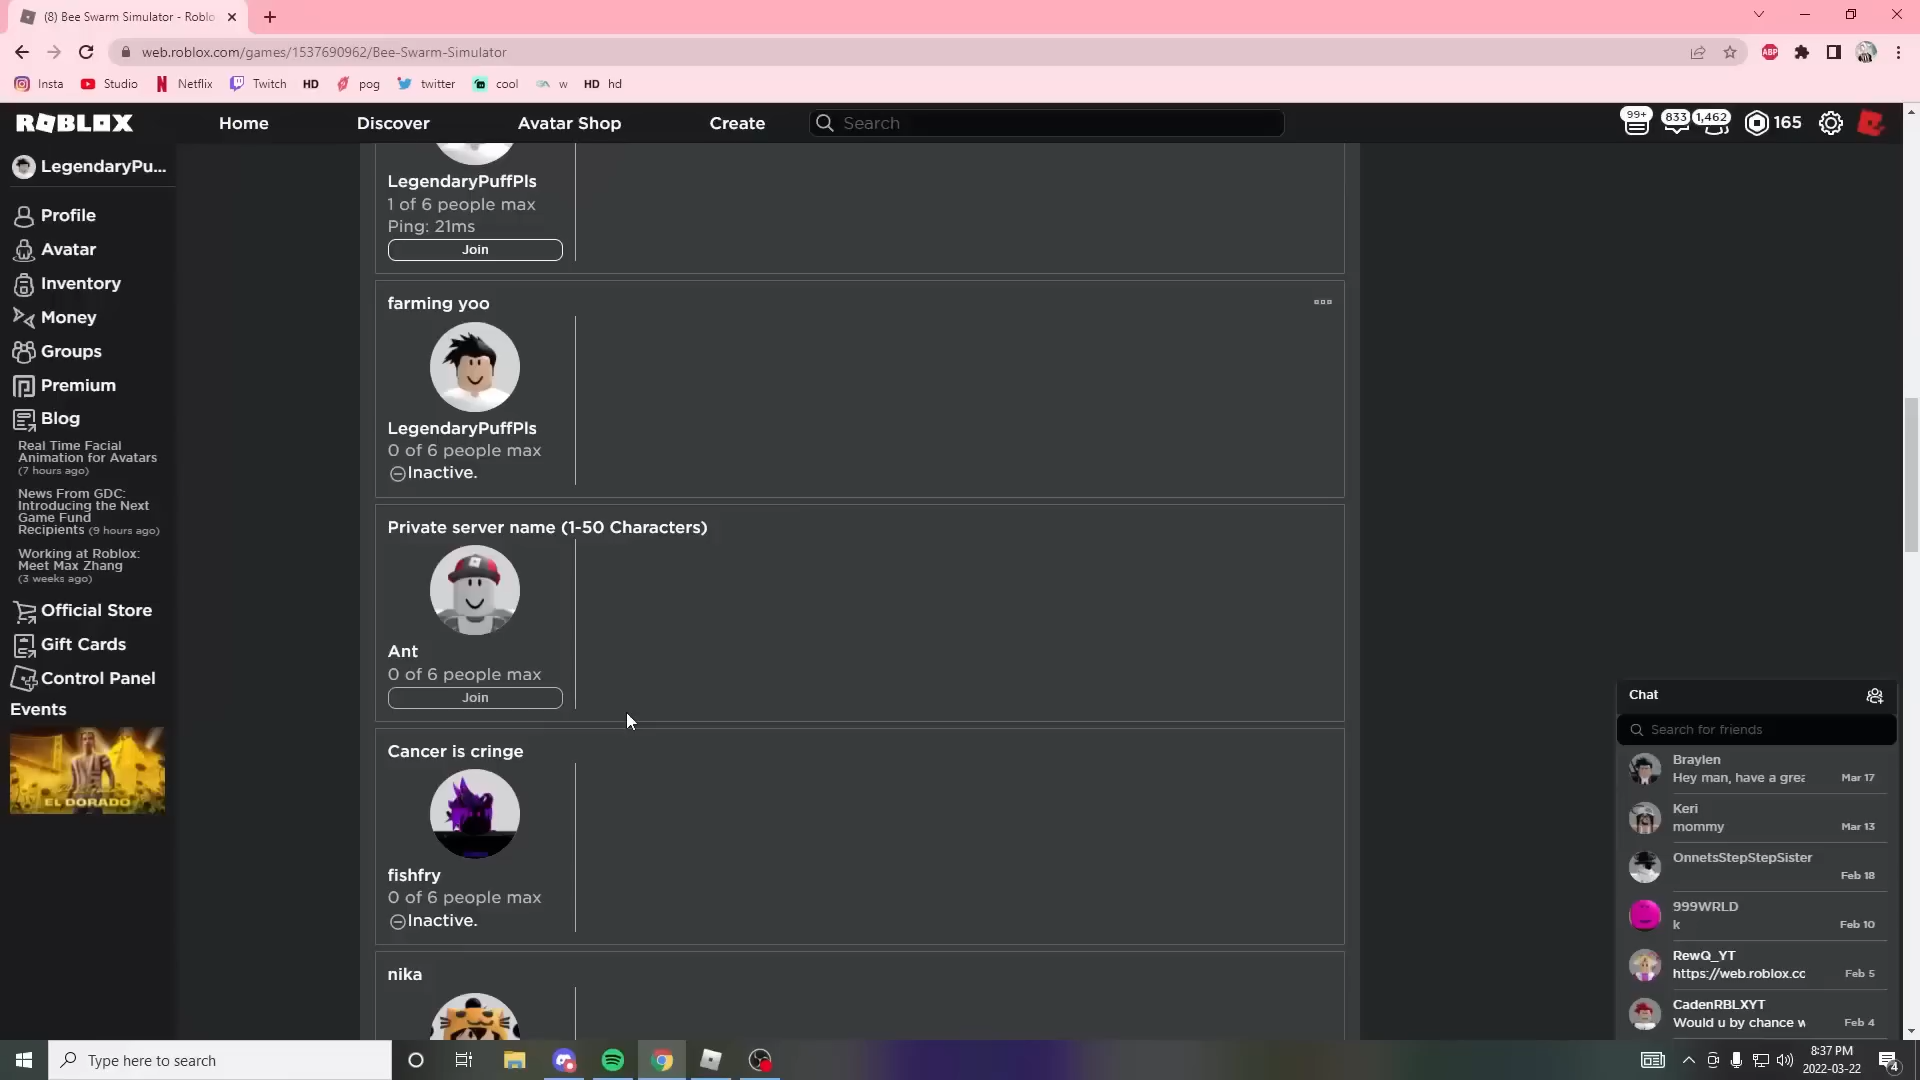 (8) Bee Swarm Simulator - Roblo
web.roblox.com/games/1537690962/Bee-Swarm-Simulator
ABP
Insta
Studio
Netflix
Twitch
HD
pog
twitter
cool
w
HD hd
ROBLOX
Home
Discover
Avatar Shop
Create
Search
99+
833
1,462
165
LegendaryPu...
Profile
Avatar
Inventory
Money
Groups
Premium
Blog
Real Time Facial
Animation for Avatars
(7 hours ago)
News From GDC:
Introducing the Next
Game Fund
Recipients (9 hours ago)
Working at Roblox:
Meet Max Zhang
(3 weeks ago)
Official Store
Gift Cards
Control Panel
Events
EL DORADO
LegendaryPuffPls
1 of 6 people max
Ping: 21ms
Join
farming yoo
LegendaryPuffPls
0 of 6 people max
Inactive.
Private server name (1-50 Characters)
Ant
0 of 6 people max
Join
Cancer is cringe
fishfry
0 of 6 people max
Inactive.
nika
Chat
Search for friends
Braylen
Hey man, have a grea Mar 17
Keri
mommy Mar 13
OnnetsStepStepSister
Feb 18
999WRLD
k Feb 10
RewQ_YT
https://web.roblox.cc Feb 5
CadenRBLXYT
Would u by chance w Feb 4
Type here to search
8:37 PM
2022-03-22
4